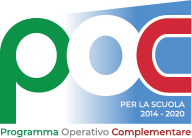 poc
PER LA SCUOLA
2014 - 2020
Programma Operativo Complementare